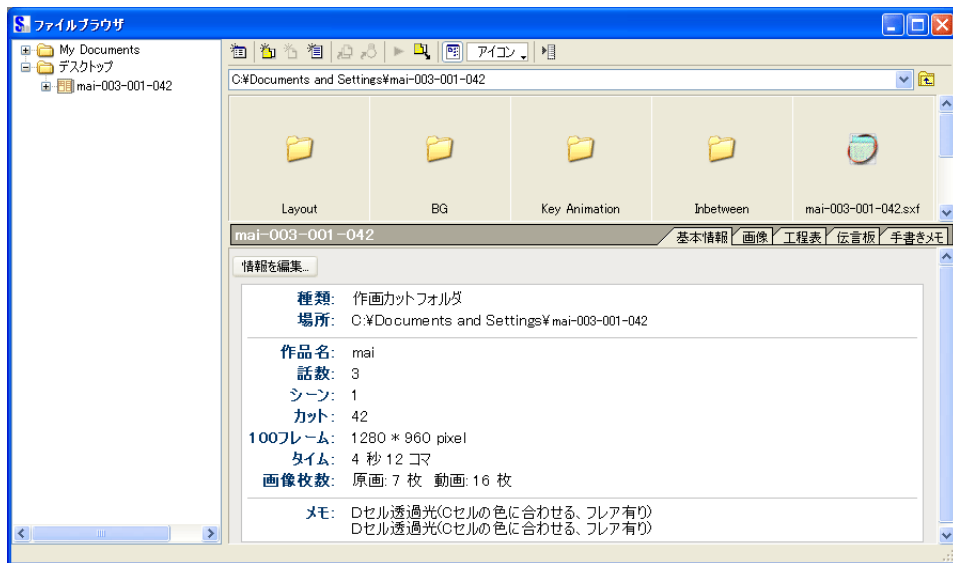 ファイルブラウザ
My Documents
デスクトップ
mai-003-001-042
アイコン
C:¥Documents and Settings¥mai-003-001-042
Layout
BG
Key Animation
Inbetween
mai-003-001-042.sxf
mai-003-001-042
基本情報 画像 工程表 伝言板 手書きメモ
情報を編集...
種類: 作画カットフォルダ
場所: C:¥Documents and Settings¥mai-003-001-042
作品名: mai
話数: 3
シーン: 1
カット: 42
100フレーム: 1280 * 960 pixel
タイム: 4 秒 12 コマ
画像枚数: 原画: 7 枚 動画: 16 枚
メモ: Dセル透過光(Cセルの色に合わせる、フレア有り)
Dセル透過光(Cセルの色に合わせる、フレア有り)